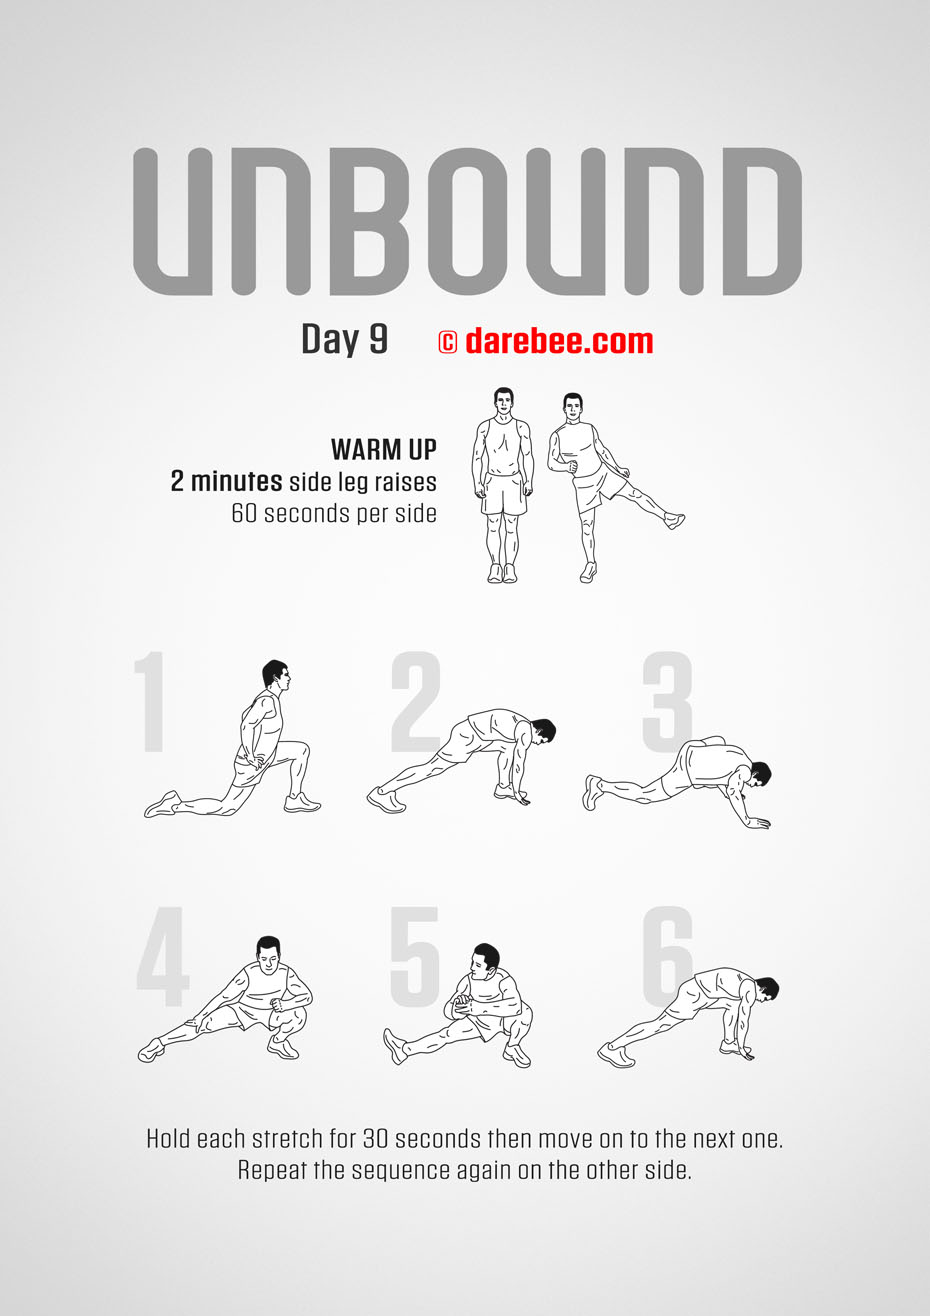 UNBOUND
Day 9 © darebee.com
WARM UP
2 minutes side leg raises
60 seconds per side
1 2 3
4 5 6
Hold each stretch for 30 seconds then move on to the next one.
Repeat the sequence again on the other side.